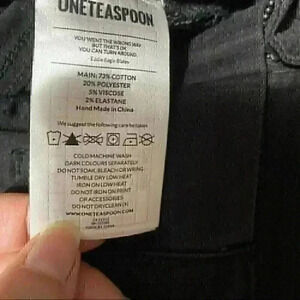 ONETEASPOON
YOU WENT THE WRONG WAY
BUT THAT'S OK
YOU CAN TURN AROUND.
MAIN: 73% COTTON
20% POLYESTER
5% VISCOSE
2% ELASTANE
Hand Made in China
We suggest the following care be taken
COLD MACHINE WASH
DARK COLOURS SEPARATELY
DO NOT SOAK, BLEACH OR WRING
TUMBLE DRY LOW HEAT
IRON ON LOW HEAT
DO NOT IRON ON PRINT
OR ACCESSORIES
DO NOT DRYCLEAN
WWW.ONETEASPOON.COM